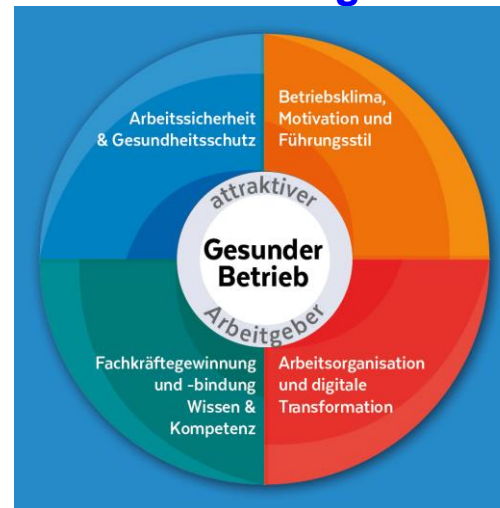 Arbeitssicherheit
& Gesundheitsschutz
Betriebsklima,
Motivation und
Führungsstil
attraktiver
Gesunder
Betrieb
Arbeitgeber
Fachkräftegewinnung
und -bindung
Wissen &
Kompetenz
Arbeitsorganisation
und digitale
Transformation